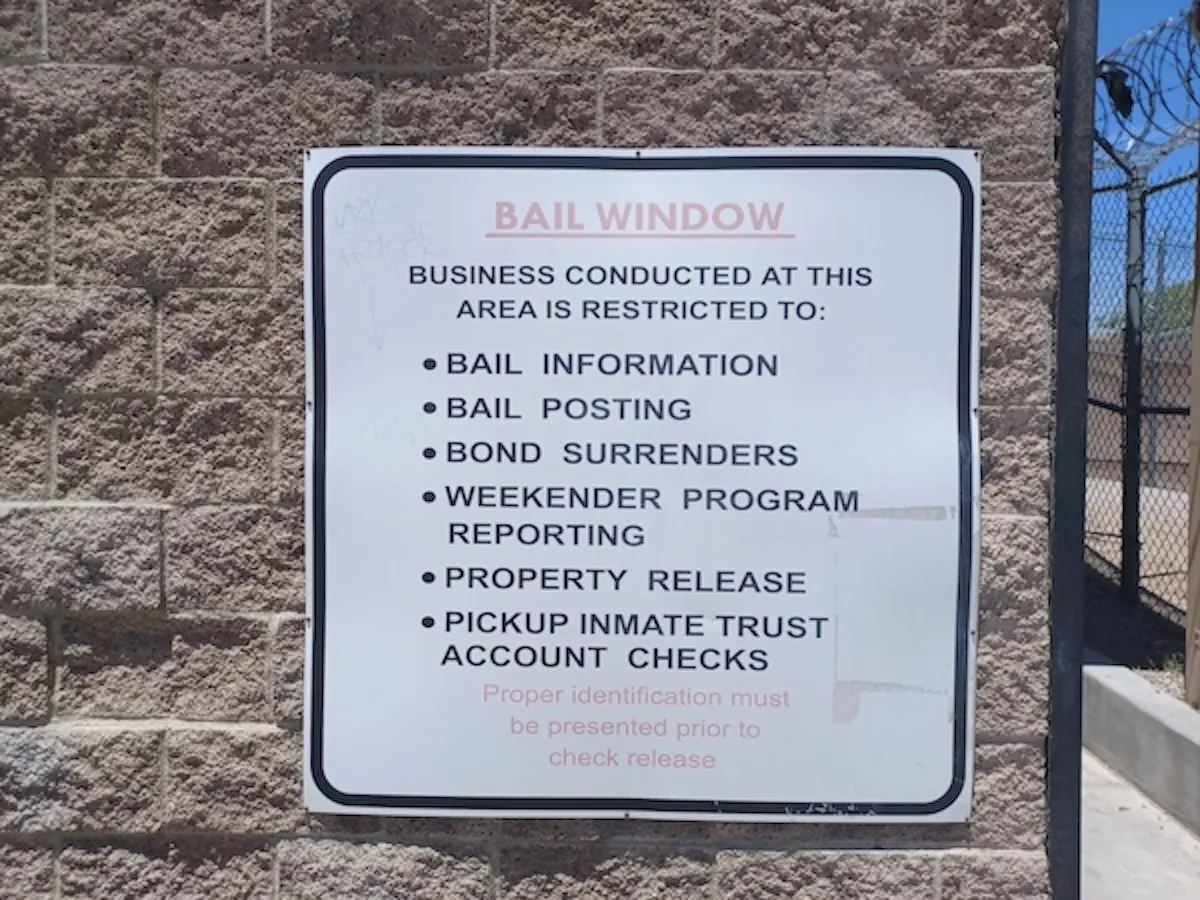 BAIL WINDOW
BUSINESS CONDUCTED AT THIS
AREA IS RESTRICTED TO:
• BAIL INFORMATION
• BAIL POSTING
• BOND SURRENDERS
• WEEKENDER PROGRAM
REPORTING
• PROPERTY RELEASE
• PICKUP INMATE TRUST
ACCOUNT CHECKS
Proper identification must
be presented prior to
check release